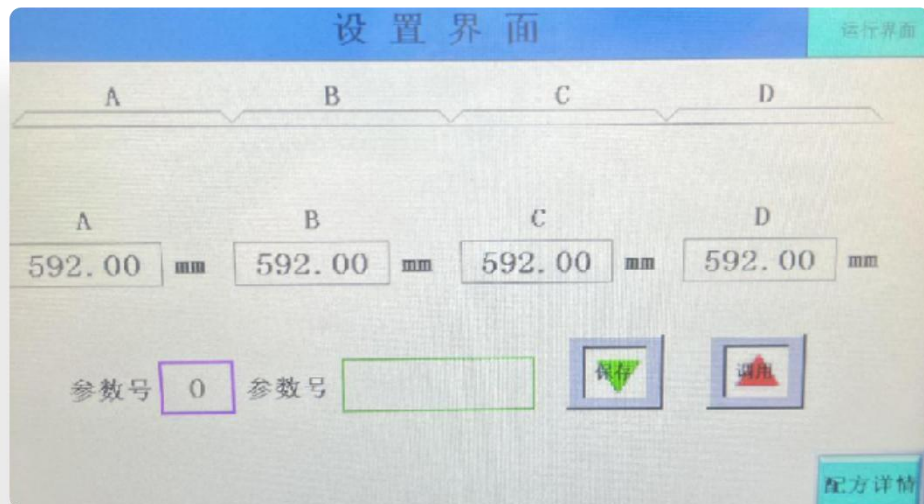 设置界面 运行界面
A B C D
A B C D
592.00 mm 592.00 mm 592.00 mm 592.00 mm
参数号 0 参数号 保存 调用
配方详情